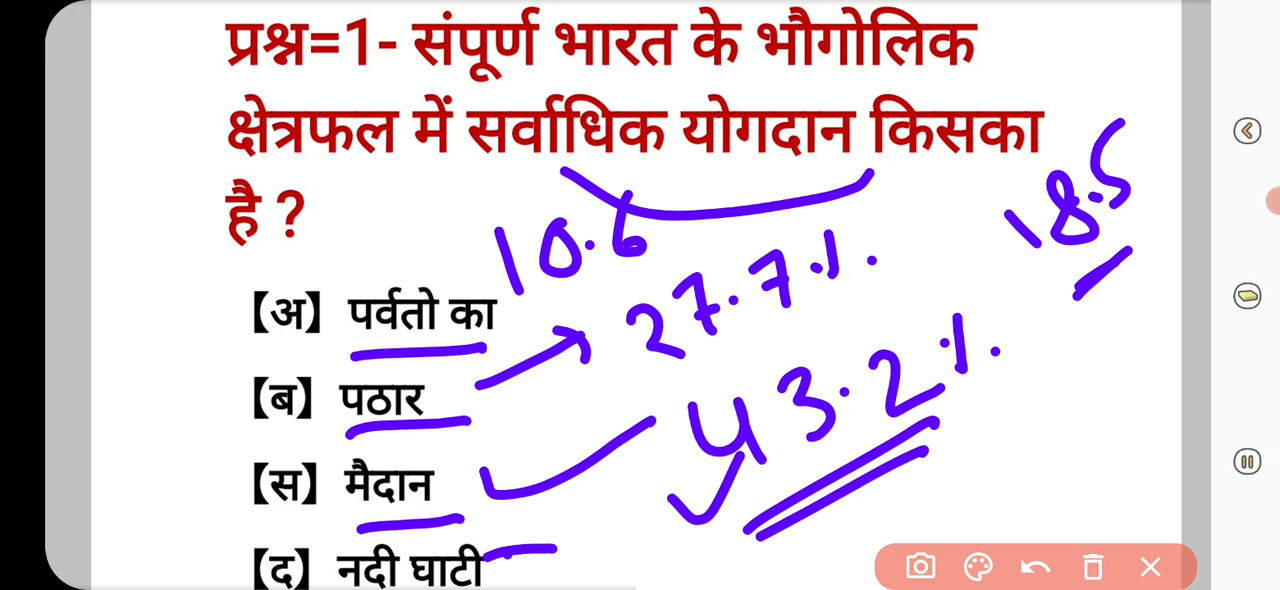 प्रश्न=1- संपूर्ण भारत के भौगोलिक
क्षेत्रफल में सर्वाधिक योगदान किसका
है ?
18.5
10.6
【अ】 पर्वतो का
27.7%.
【ब】 पठार
43.2%.
【स】 मैदान
【द】 नदी घाटी